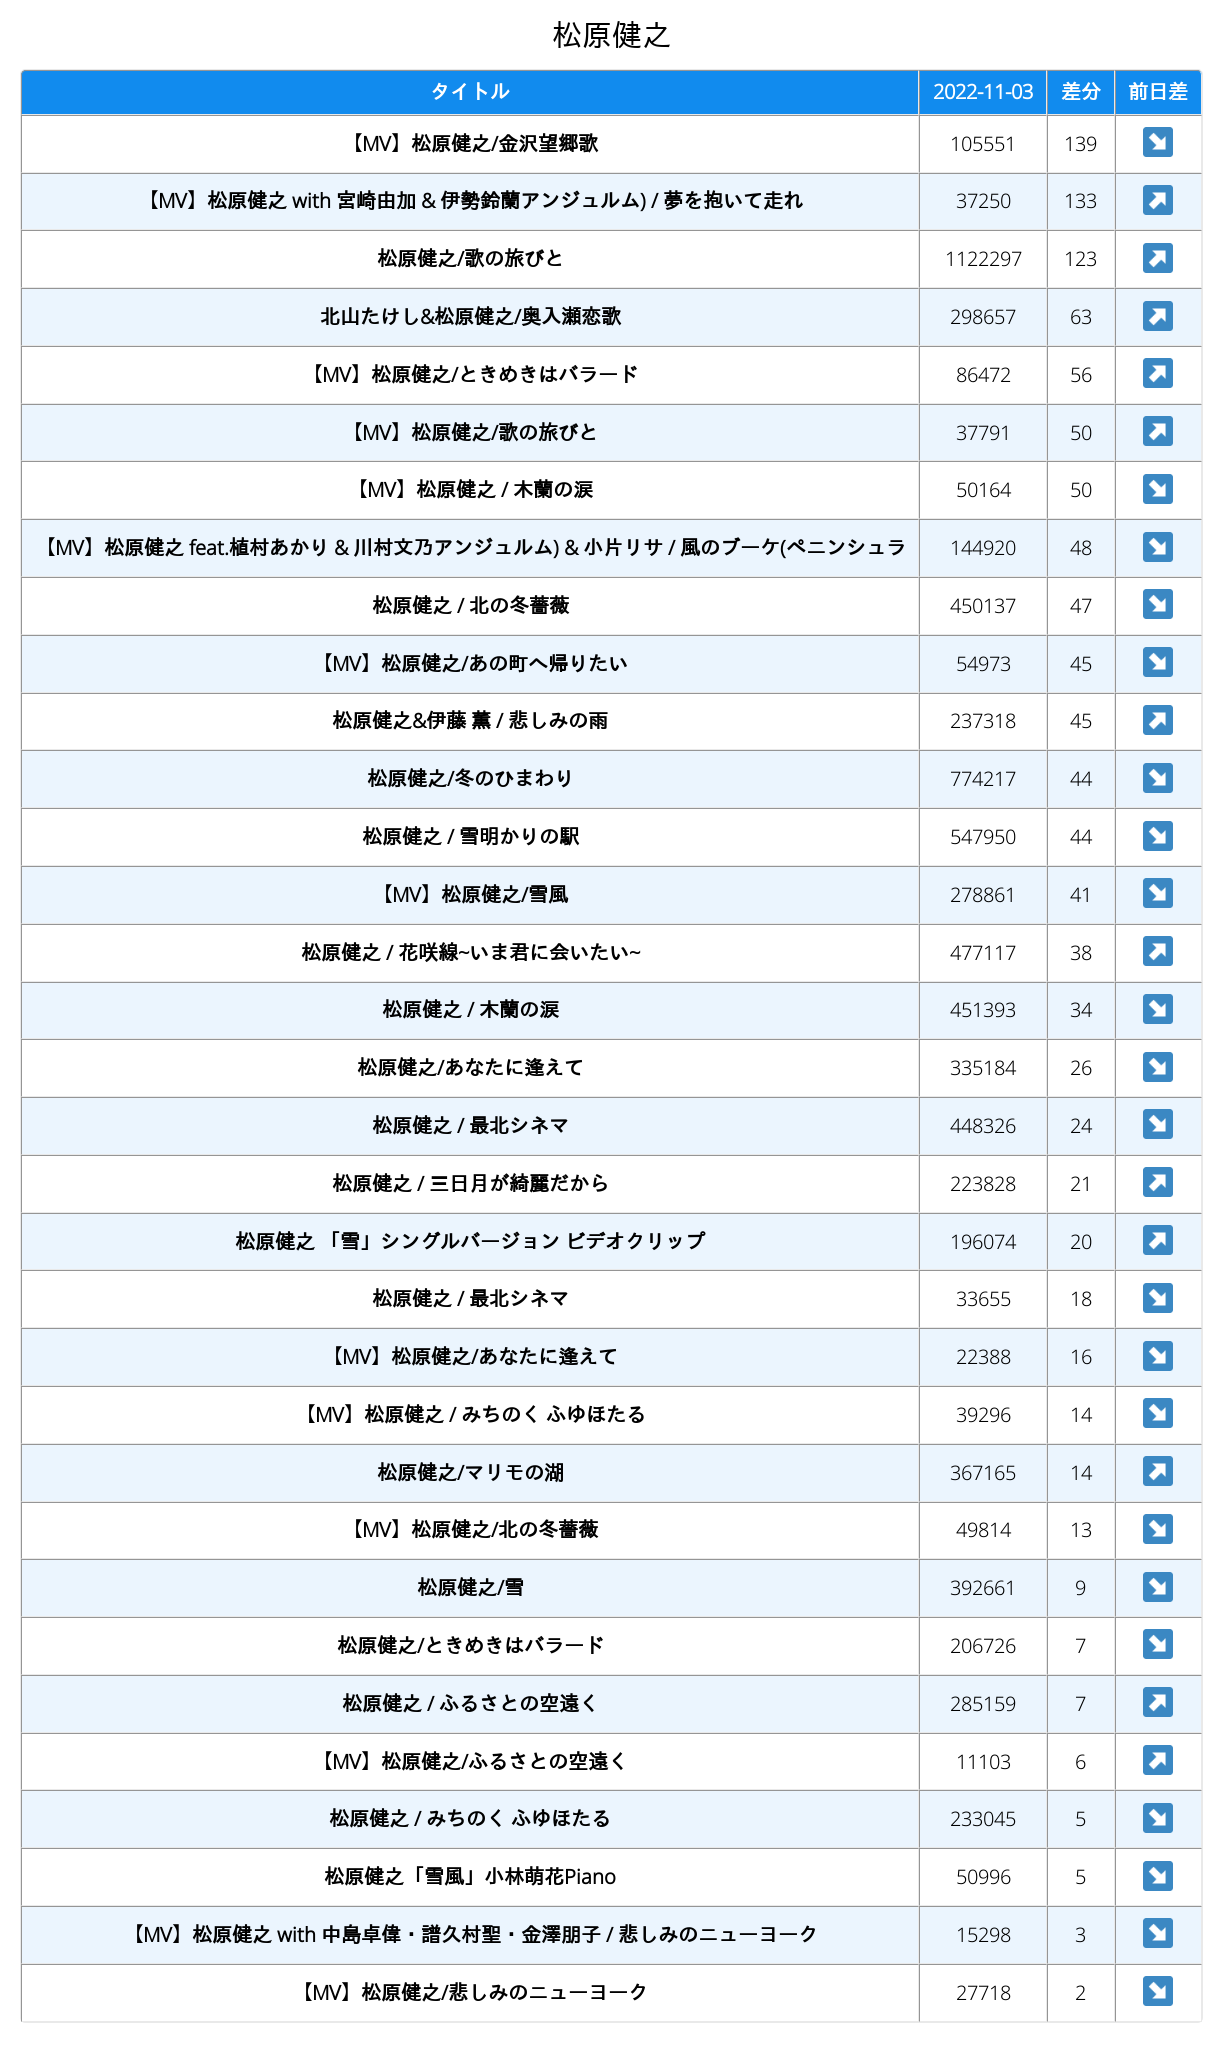 松原健之
タイトル 2022-11-03 差分 前日差
【MV】松原健之/金沢望郷歌 105551 139 ↘
【MV】松原健之 with 宮崎由加 & 伊勢鈴蘭アンジュルム) / 夢を抱いて走れ 37250 133 ↗
松原健之/歌の旅びと 1122297 123 ↗
北山たけし&松原健之/奥入瀬恋歌 298657 63 ↗
【MV】松原健之/ときめきはバラード 86472 56 ↗
【MV】松原健之/歌の旅びと 37791 50 ↗
【MV】松原健之 / 木蘭の涙 50164 50 ↘
【MV】松原健之 feat.植村あかり & 川村文乃アンジュルム) & 小片リサ / 風のブーケ(ペニンシュラ 144920 48 ↘
松原健之 / 北の冬薔薇 450137 47 ↘
【MV】松原健之/あの町へ帰りたい 54973 45 ↘
松原健之&伊藤 薫 / 悲しみの雨 237318 45 ↗
松原健之/冬のひまわり 774217 44 ↘
松原健之 / 雪明かりの駅 547950 44 ↘
【MV】松原健之/雪風 278861 41 ↘
松原健之 / 花咲線~いま君に会いたい~ 477117 38 ↗
松原健之 / 木蘭の涙 451393 34 ↘
松原健之/あなたに逢えて 335184 26 ↘
松原健之 / 最北シネマ 448326 24 ↘
松原健之 / 三日月が綺麗だから 223828 21 ↗
松原健之 「雪」シングルバージョン ビデオクリップ 196074 20 ↗
松原健之 / 最北シネマ 33655 18 ↘
【MV】松原健之/あなたに逢えて 22388 16 ↘
【MV】松原健之 / みちのく ふゆほたる 39296 14 ↘
松原健之/マリモの湖 367165 14 ↗
【MV】松原健之/北の冬薔薇 49814 13 ↘
松原健之/雪 392661 9 ↘
松原健之/ときめきはバラード 206726 7 ↘
松原健之 / ふるさとの空遠く 285159 7 ↗
【MV】松原健之/ふるさとの空遠く 11103 6 ↗
松原健之 / みちのく ふゆほたる 233045 5 ↘
松原健之「雪風」小林萌花Piano 50996 5 ↘
【MV】松原健之 with 中島卓偉・譜久村聖・金澤朋子 / 悲しみのニューヨーク 15298 3 ↘
【MV】松原健之/悲しみのニューヨーク 27718 2 ↘